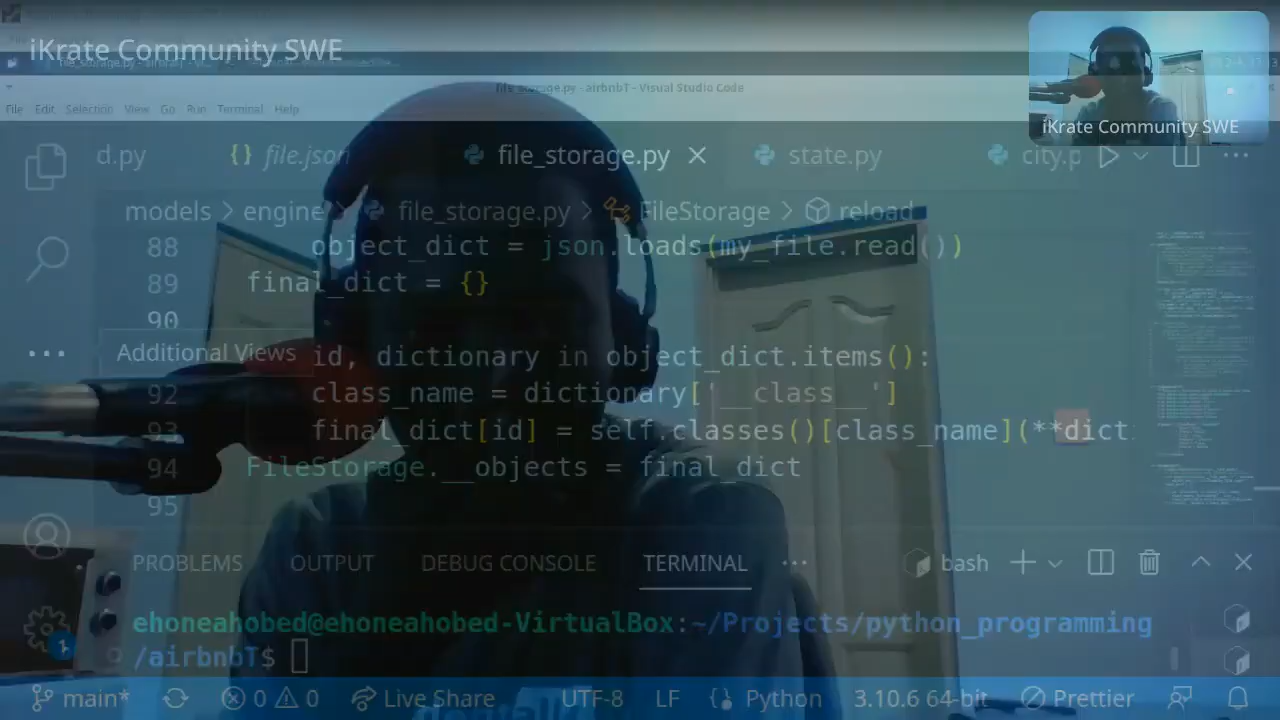 iKrate Community SWE
file_storage.py - airbnbT - Visual Studio Code
File Edit Selection View Go Run Terminal Help
iKrate Community SWE
d.py {} file.json file_storage.py state.py city.p
models > engine > file_storage.py > FileStorage > reload
88 object_dict = json.loads(my_file.read())
89 final_dict = {}
90
Additional Views id, dictionary in object_dict.items():
92 class_name = dictionary['__class__']
93 final_dict[id] = self.classes()[class_name](**dict
94 FileStorage.__objects = final_dict
95
PROBLEMS OUTPUT DEBUG CONSOLE TERMINAL ... bash
ehoneahobed@ehoneahobed-VirtualBox:~/Projects/python_programming
/airbnbT$
1
main* 0 0 Live Share UTF-8 LF {} Python 3.10.6 64-bit Prettier